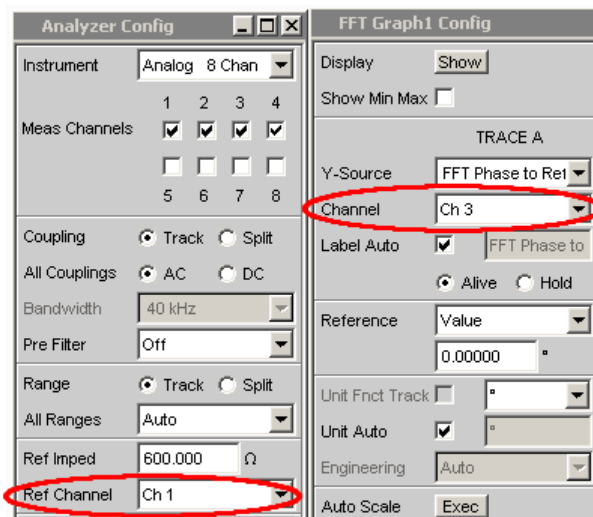 Analyzer Config
Instrument Analog 8 Chan
1 2 3 4
Meas Channels
5 6 7 8
Coupling Track Split
All Couplings AC DC
Bandwidth 40 kHz
Pre Filter Off
Range Track Split
All Ranges Auto
Ref Imped 600.000 Ω
Ref Channel Ch 1
FFT Graph1 Config
Display Show
Show Min Max
TRACE A
Y-Source FFT Phase to Ref
Channel Ch 3
Label Auto FFT Phase to
Alive Hold
Reference Value
0.00000 °
Unit Fnct Track °
Unit Auto °
Engineering Auto
Auto Scale Exec